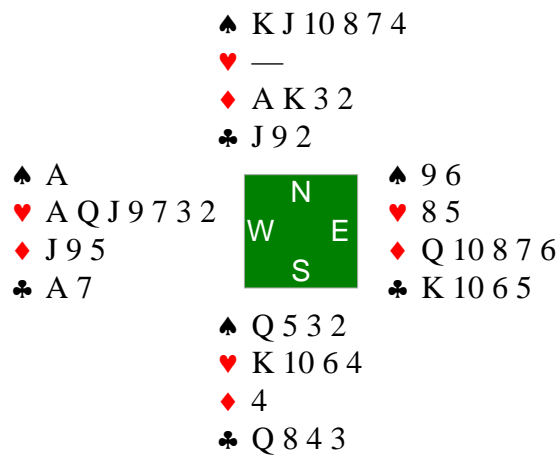 ♠ K J 10 8 7 4
♥ —
♦ A K 3 2
♣ J 9 2
♠ A
♥ A Q J 9 7 3 2
♦ J 9 5
♣ A 7
N
W E
S
♠ 9 6
♥ 8 5
♦ Q 10 8 7 6
♣ K 10 6 5
♠ Q 5 3 2
♥ K 10 6 4
♦ 4
♣ Q 8 4 3